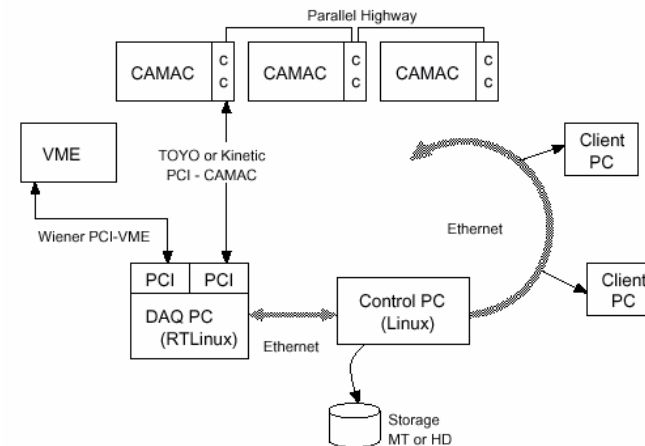 Parallel Highway
CAMAC
C
C
CAMAC
C
C
CAMAC
C
C
VME
TOYO or Kinetic
PCI - CAMAC
Client
PC
Wiener PCI-VME
Ethernet
PCI
PCI
DAQ PC
(RTLinux)
Ethernet
Control PC
(Linux)
Client
PC
Storage
MT or HD